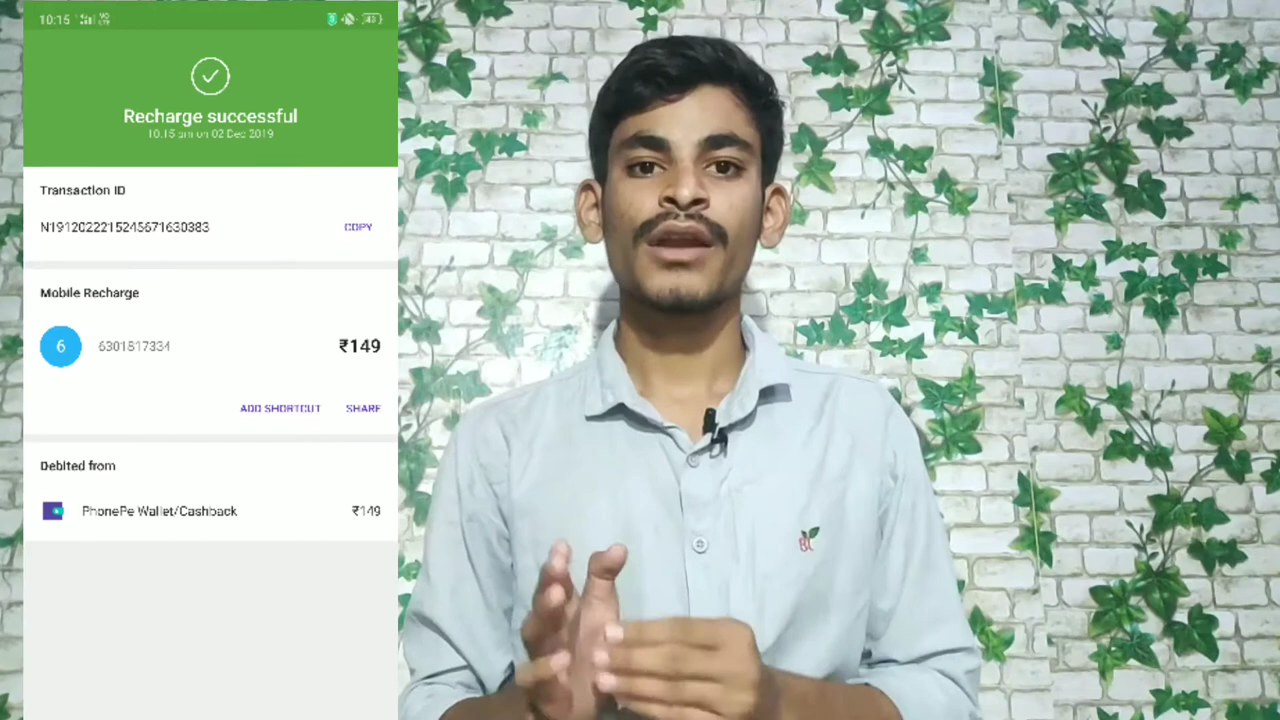 10:15
Recharge successful
10:15 pm on 02 Dec 2019
Transaction ID
N1912022215245671630383
COPY
Mobile Recharge
6
6301817334
₹149
ADD SHORTCUT
SHARE
Debited from
PhonePe Wallet/Cashback
₹149